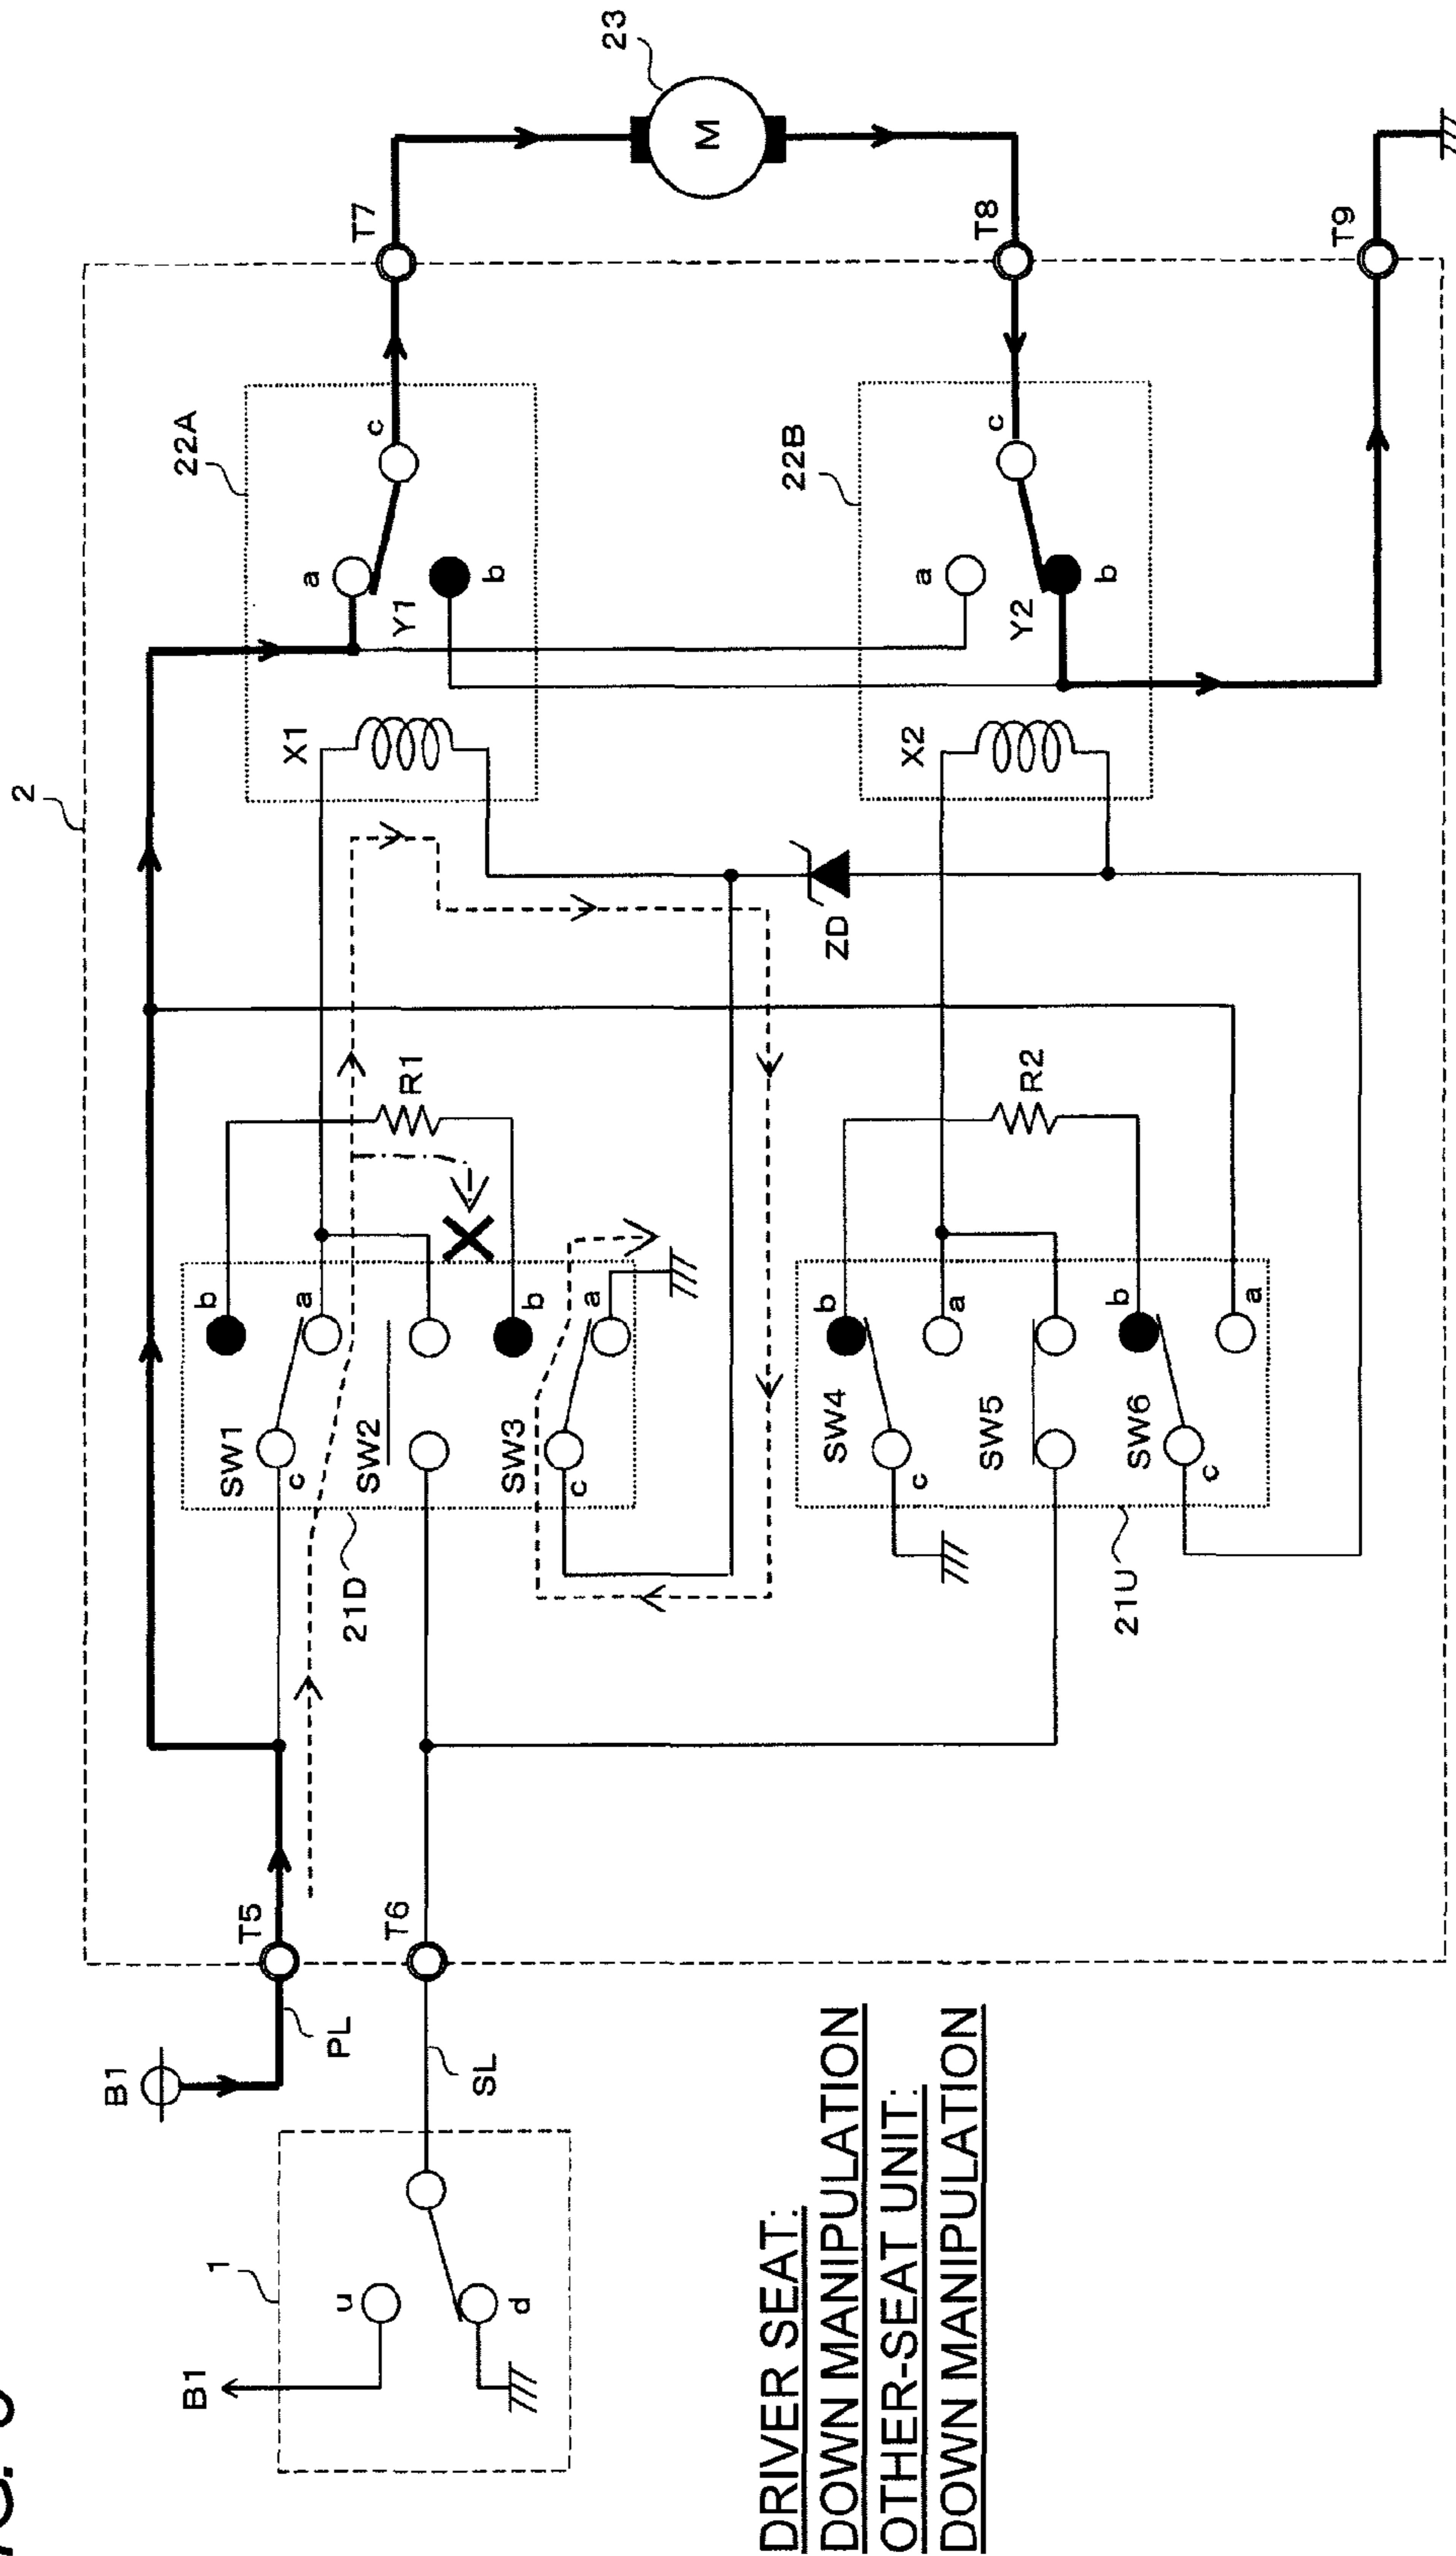 B1
PL
T5
T6
SL
1
B1
u
d
2
SW1
c
b
a
SW2
SW3
c
b
a
21D
R1
X1
22A
a
Y1
b
c
T7
23
M
ZD
SW4
c
b
a
SW5
SW6
c
b
a
21U
R2
X2
22B
a
Y2
b
c
T8
T9
DRIVER SEAT:
DOWN MANIPULATION
OTHER-SEAT UNIT:
DOWN MANIPULATION